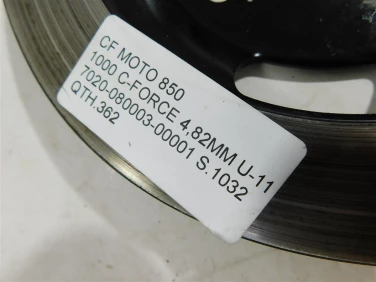 CF MOTO 850
1000 C-FORCE 4,82MM U-11
7020-080003-00001 S.1032
QTH.362